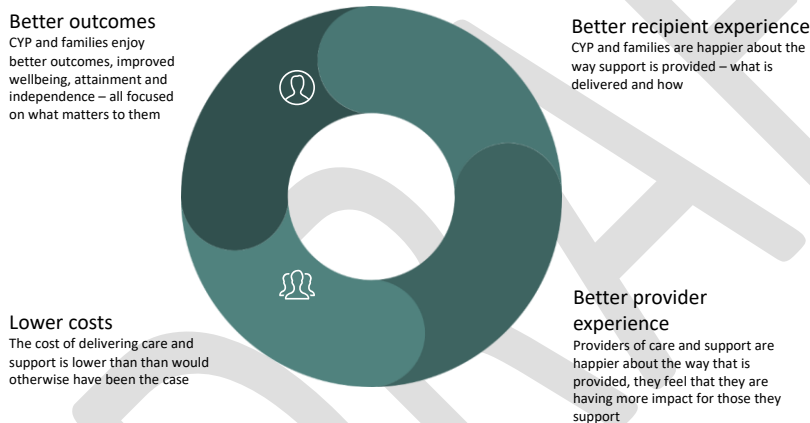 Better outcomes
CYP and families enjoy
better outcomes, improved
wellbeing, attainment and
independence – all focused
on what matters to them
Better recipient experience
CYP and families are happier about the
way support is provided – what is
delivered and how
Lower costs
The cost of delivering care and
support is lower than than would
otherwise have been the case
Better provider
experience
Providers of care and support are
happier about the way that is
provided, they feel that they are
having more impact for those they
support